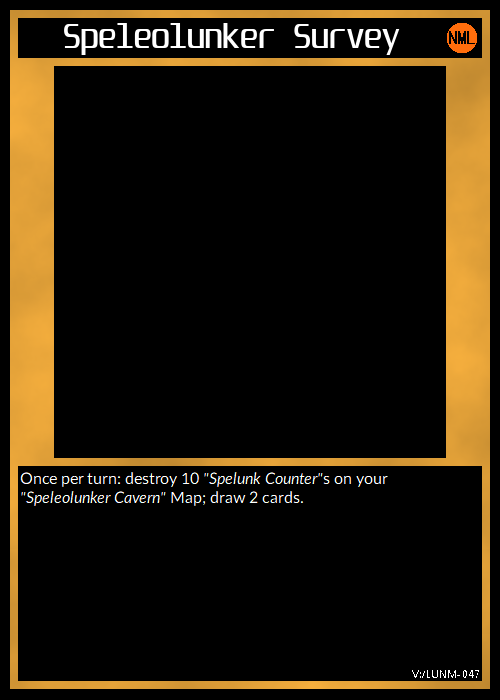 Speleolunker Survey
NML
Once per turn: destroy 10 "Spelunk Counter"s on your
"Speleolunker Cavern" Map; draw 2 cards.
V:/LUNM-047